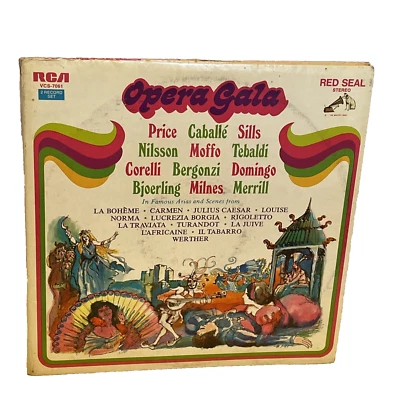 RCA
VCS-7061
2 RECORD
SET
RED SEAL
STEREO
Opera Gala
Price Caballé Sills
Nilsson Moffo Tebaldi
Corelli Bergonzi Domingo
Bjoerling Milnes Merrill
In Famous Arias and Scenes from
LA BOHÈME • CARMEN • JULIUS CAESAR • LOUISE
NORMA • LUCREZIA BORGIA • RIGOLETTO
LA TRAVIATA • TURANDOT • LA JUIVE
L'AFRICAINE • IL TABARRO
WERTHER